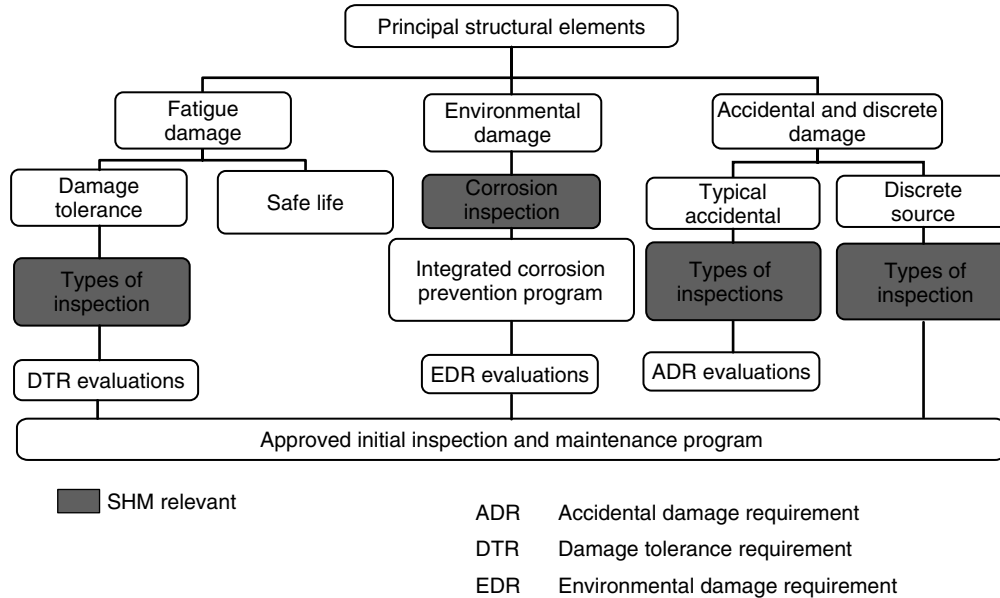 Principal structural elements
Fatigue
damage
Environmental
damage
Accidental and discrete
damage
Damage
tolerance
Safe life
Corrosion
inspection
Typical
accidental
Discrete
source
Types of
inspection
Integrated corrosion
prevention program
Types of
inspections
Types of
inspection
DTR evaluations
EDR evaluations
ADR evaluations
Approved initial inspection and maintenance program
SHM relevant
ADR Accidental damage requirement
DTR Damage tolerance requirement
EDR Environmental damage requirement